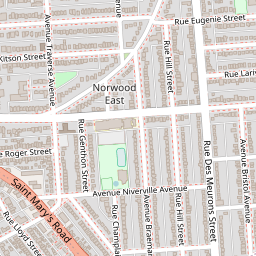 Rue Eugenie Street
Kitson Street
Avenue Traverse Avenue
Norwood
East
Rue Hill Street
Rue Lari
Rue Genthon Street
Roger Street
Rue Des Meurons Street
Avenue Bristol Avenue
Saint Mary's Road
Avenue Niverville Avenue
Rue Lloyd Street
Rue Champlai
Avenue Braemar
Rue Hill Street